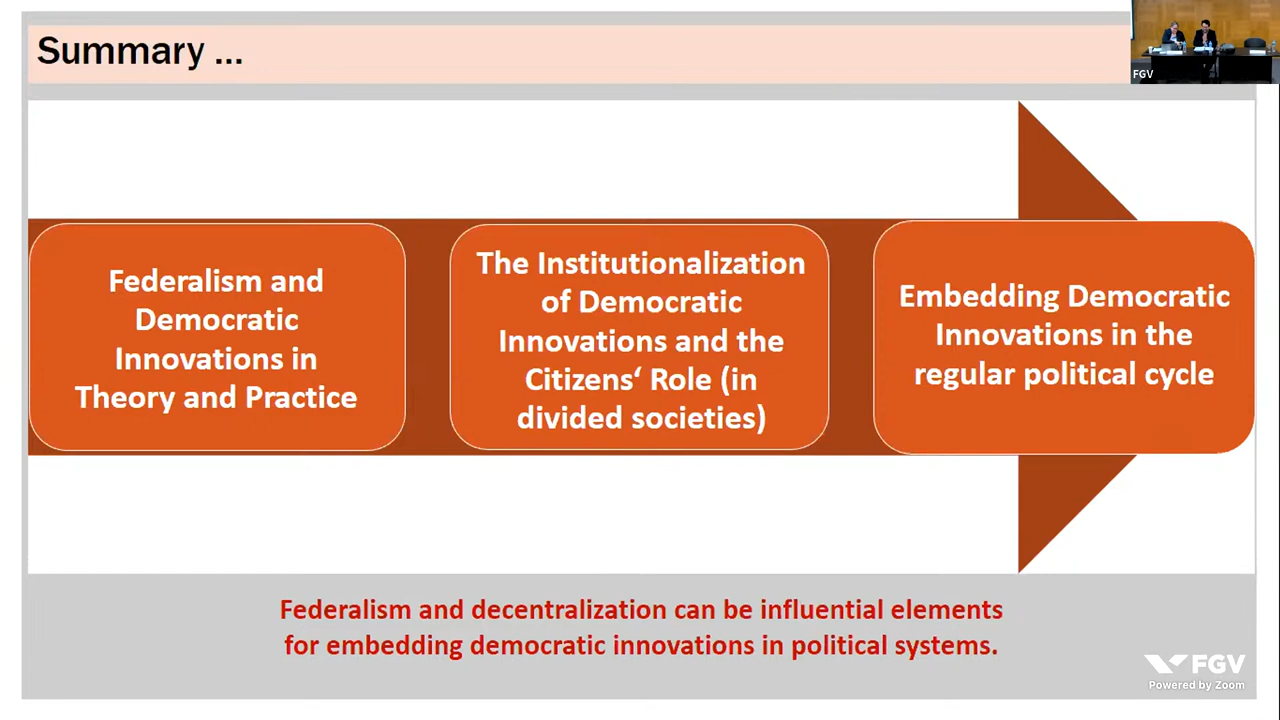 Summary ...
FGV
Federalism and
Democratic
Innovations in
Theory and Practice
The Institutionalization
of Democratic
Innovations and the
Citizens‘ Role (in
divided societies)
Embedding Democratic
Innovations in the
regular political cycle
Federalism and decentralization can be influential elements
for embedding democratic innovations in political systems.
FGV
Powered by Zoom